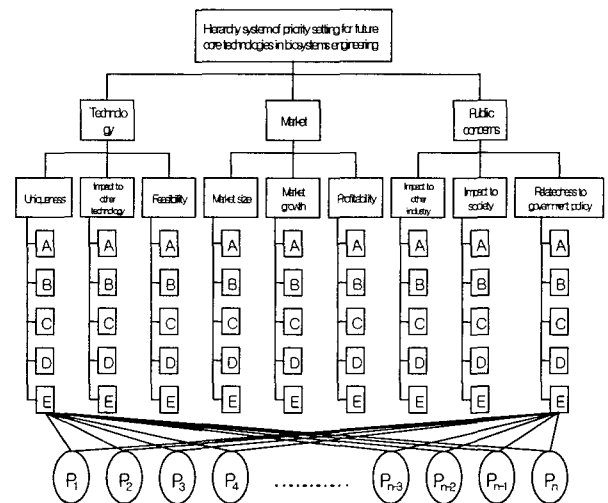 Hierarchy system of priority setting for future
core technologies in biosystems engineering
Technolo
gy
Market
Public
concerns
Uniqueness
Impact to
other
technology
Feasibility
Market size
Market
growth
Profitability
Impact to
other
industry
Impact to
society
Relatedness to
government policy
A A A A A A A A A
B B B B B B B B B
C C C C C C C C C
D D D D D D D D D
E E E E E E E E E
P1 P2 P3 P4 .............. Pn-3 Pn-2 Pn-1 Pn